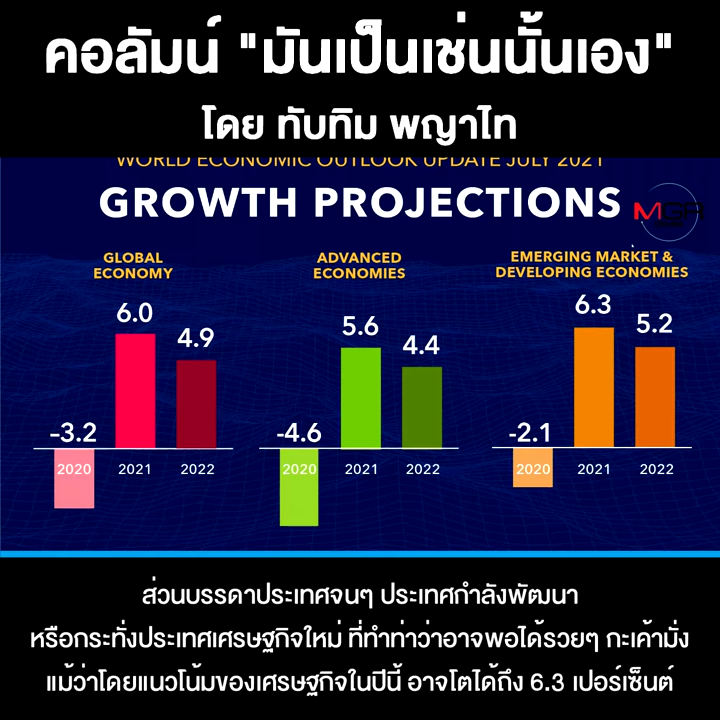 คอลัมน์ "มันเป็นเช่นนั้นเอง"
โดย ทับทิม พญาไท
WORLD ECONOMIC OUTLOOK UPDATE JULY 2021
GROWTH PROJECTIONS
MGR
GLOBAL
ECONOMY
-3.2
6.0
4.9
2020
2021
2022
ADVANCED
ECONOMIES
-4.6
5.6
4.4
2020
2021
2022
EMERGING MARKET &
DEVELOPING ECONOMIES
-2.1
6.3
5.2
2020
2021
2022
ส่วนบรรดาประเทศจนๆ ประเทศกำลังพัฒนา
หรือกระทั่งประเทศเศรษฐกิจใหม่ ที่ทำท่าว่าอาจพอได้รวยๆ กะเค้ามั่ง
แม้ว่าโดยแนวโน้มของเศรษฐกิจในปีนี้ อาจโตได้ถึง 6.3 เปอร์เซ็นต์